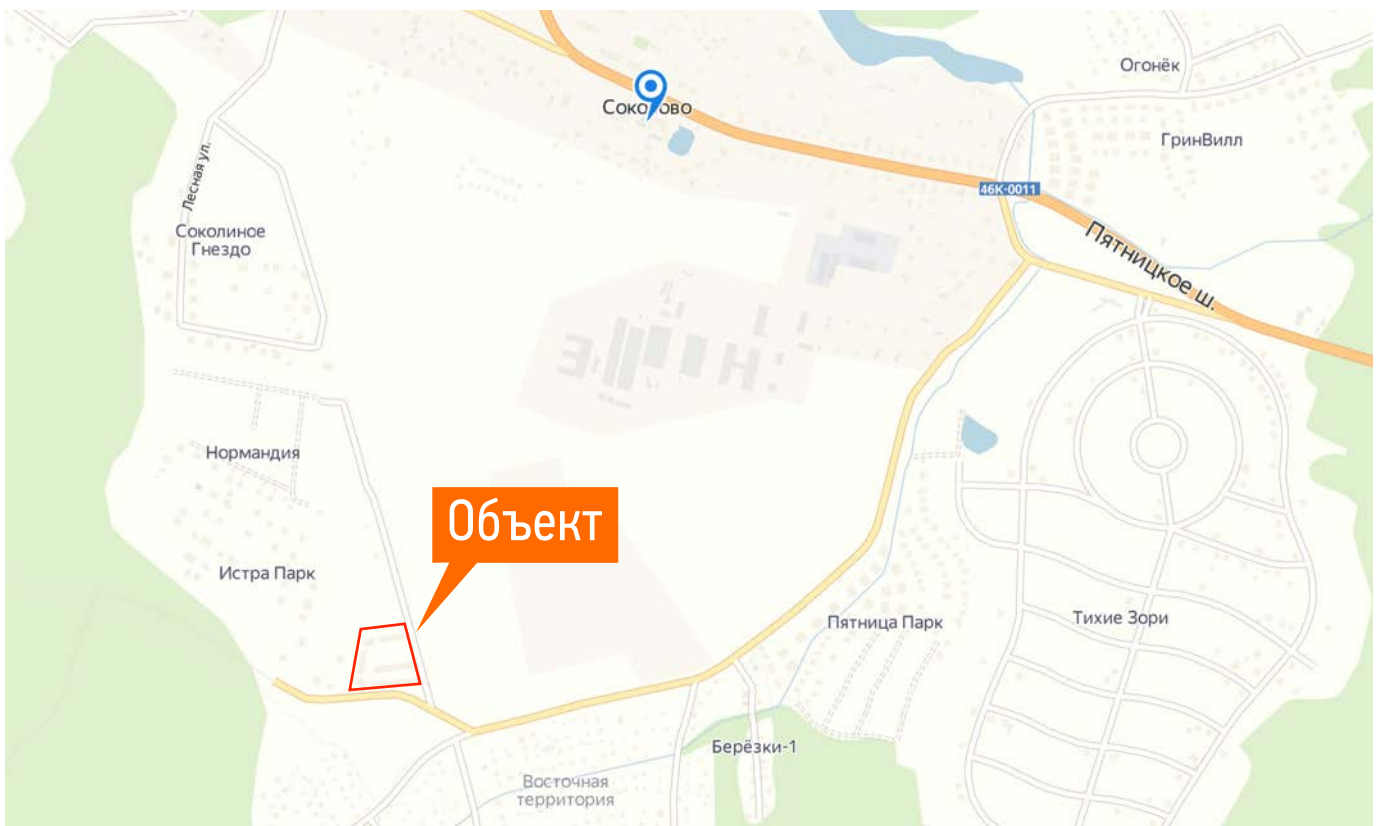 Огонёк
Соколово
ГринВилл
46К-0011
Лесная ул.
Соколиное
Гнездо
Пятницкое ш.
Нормандия
Объект
Истра Парк
Пятница Парк
Тихие Зори
Берёзки-1
Восточная
территория